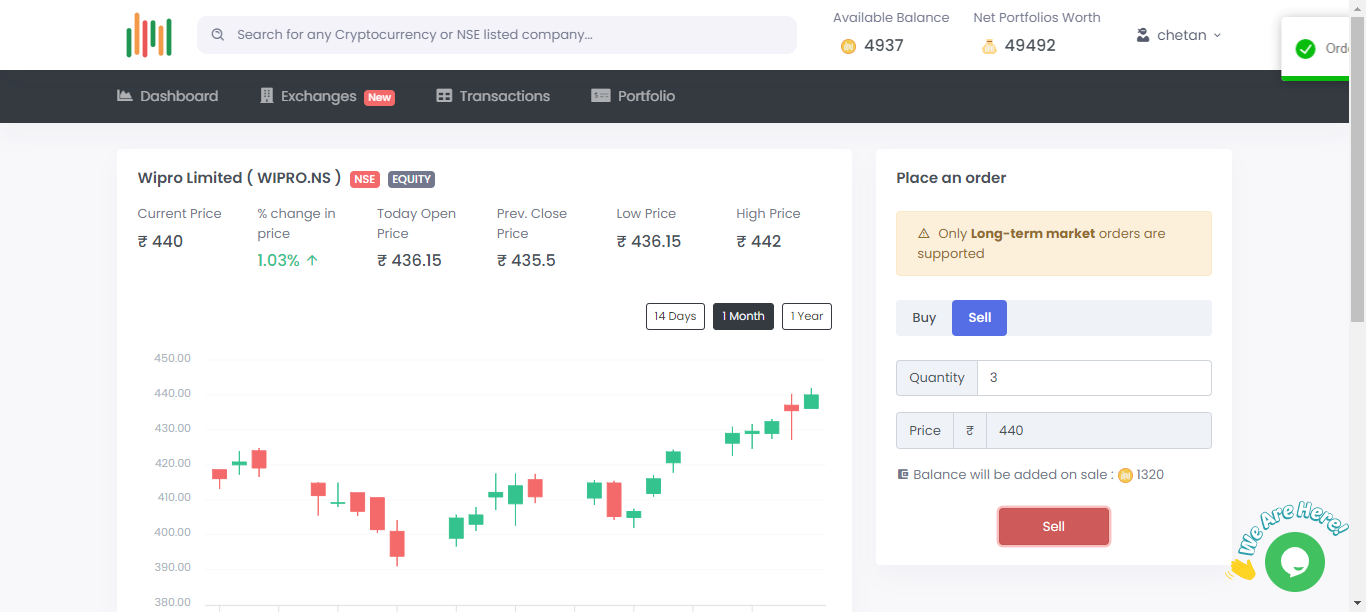 Search for any Cryptocurrency or NSE listed company...
Available Balance
4937
Net Portfolios Worth
49492
chetan
Dashboard
Exchanges New
Transactions
Portfolio
Wipro Limited ( WIPRO.NS ) NSE EQUITY
Current Price
₹ 440
% change in
price
1.03% ↑
Today Open
Price
₹ 436.15
Prev. Close
Price
₹ 435.5
Low Price
₹ 436.15
High Price
₹ 442
14 Days
1 Month
1 Year
450.00
440.00
430.00
420.00
410.00
400.00
390.00
380.00
Place an order
Only Long-term market orders are
supported
Buy
Sell
Quantity 3
Price ₹ 440
Balance will be added on sale : 1320
Sell
We Are Here!